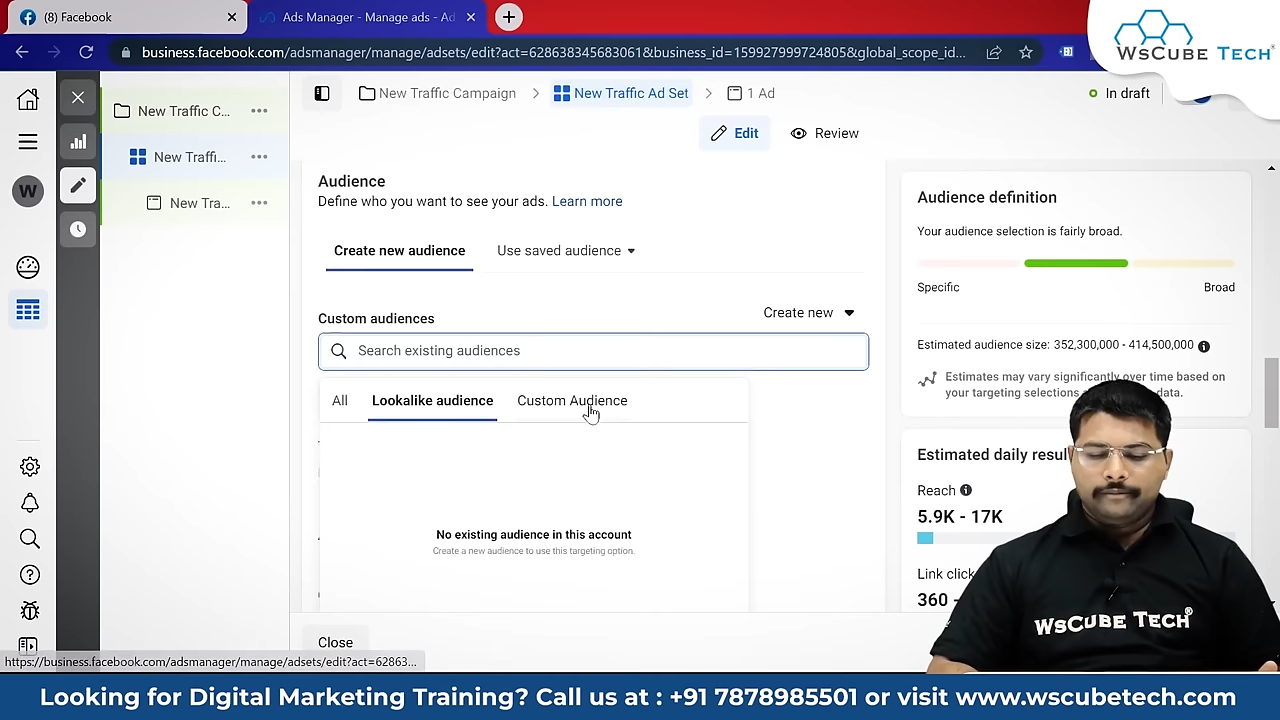 (8) Facebook
Ads Manager - Manage ads - Ad
business.facebook.com/adsmanager/manage/adsets/edit?act=628638345683061&business_id=1599279997248058&global_scope_id...
WsCube Tech®
New Traffic C...
New Traffic Campaign > New Traffic Ad Set > 1 Ad
In draft
Edit
Review
W
New Traffi...
New Tra...
Audience
Define who you want to see your ads. Learn more
Create new audience
Use saved audience
Custom audiences
Create new
Search existing audiences
All
Lookalike audience
Custom Audience
No existing audience in this account
Create a new audience to use this targeting option.
Close
Audience definition
Your audience selection is fairly broad.
Specific
Broad
Estimated audience size: 352,300,000 - 414,500,000
Estimates may vary significantly over time based on
your targeting selections data.
Estimated daily resul
Reach
5.9K - 17K
Link click
360 -
WsCube Tech®
https://business.facebook.com/adsmanager/manage/adsets/edit?act=62863...
Looking for Digital Marketing Training? Call us at : +91 7878985501 or visit www.wscubetech.com